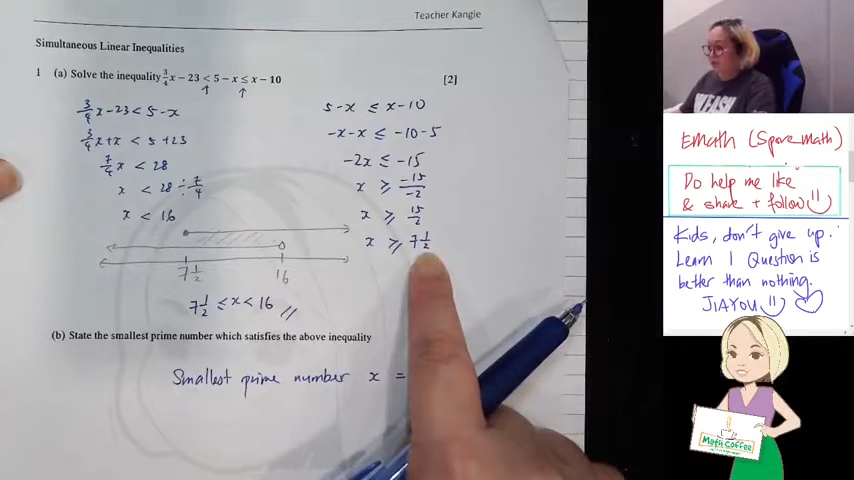 Teacher Kangie
Simultaneous Linear Inequalities
1 (a) Solve the inequality 3/4 x − 23 < 5 − x ≤ x − 10 [2]
3/4 x − 23 < 5 − x
3/4 x + x < 5 + 23
7/4 x < 28
x < 28 ÷ 7/4
x < 16
5 − x ≤ x − 10
−x − x ≤ −10 − 5
−2x ≤ −15
x ≥ −15/−2
x ≥ 15/2
x ≥ 7 1/2
7 1/2 16
7 1/2 ≤ x < 16 //
(b) State the smallest prime number which satisfies the above inequality
Smallest prime number x =
Emath (Spore math)
Do help me like
& share + follow
Kids, don't give up.
Learn 1 Question is
better than nothing.
JIAYOU
Math Coffee